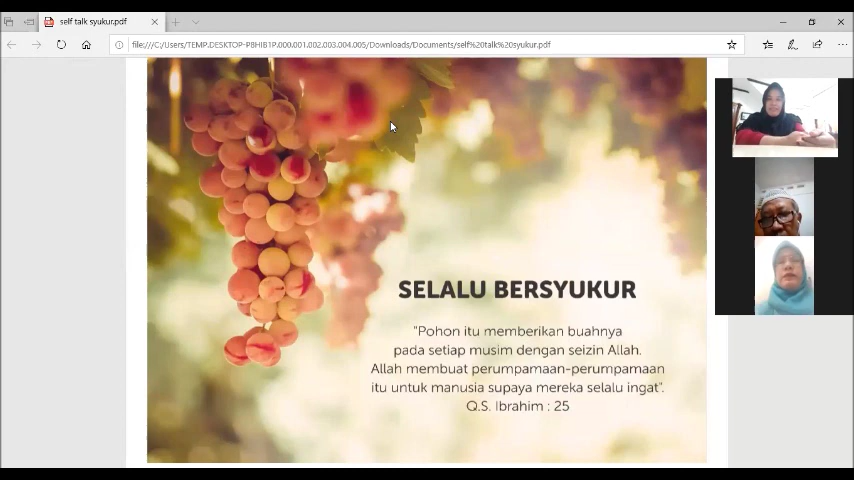 self talk syukur.pdf
file:///C:/Users/TEMP.DESKTOP-P8HIB1P.000.001.002.003.004.005/Downloads/Documents/self%20talk%20syukur.pdf
SELALU BERSYUKUR
"Pohon itu memberikan buahnya
pada setiap musim dengan seizin Allah.
Allah membuat perumpamaan-perumpamaan
itu untuk manusia supaya mereka selalu ingat".
Q.S. Ibrahim : 25